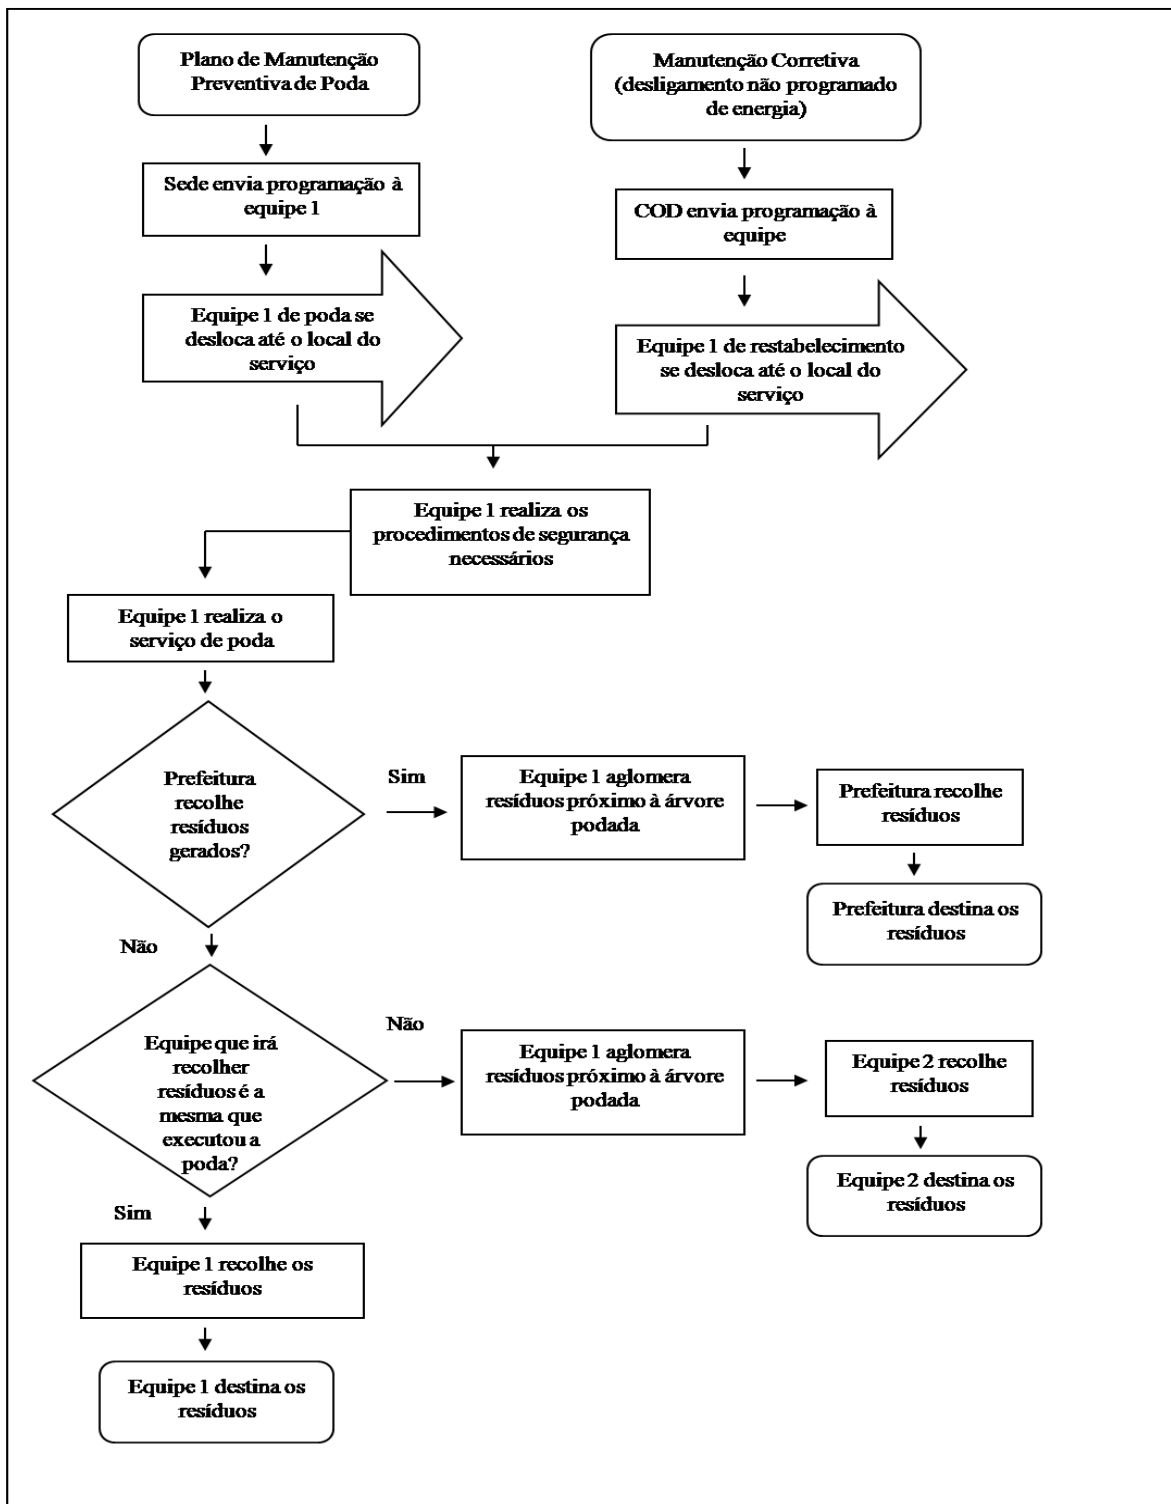 Plano de Manutenção
Preventiva de Poda
Manutenção Corretiva
(desligamento não programado
de energia)
Sede envia programação à
equipe 1
COD envia programação à
equipe
Equipe 1 de poda se
desloca até o local do
serviço
Equipe 1 de restabelecimento
se desloca até o local do
serviço
Equipe 1 realiza os
procedimentos de segurança
necessários
Equipe 1 realiza o
serviço de poda
Prefeitura
recolhe
resíduos
gerados?
Sim
Equipe 1 aglomera
resíduos próximo à árvore
podada
Prefeitura recolhe
resíduos
Prefeitura destina os
resíduos
Não
Equipe que irá
recolher
resíduos é a
mesma que
executou a
poda?
Não
Equipe 1 aglomera
resíduos próximo à árvore
podada
Equipe 2 recolhe
resíduos
Equipe 2 destina os
resíduos
Sim
Equipe 1 recolhe os
resíduos
Equipe 1 destina os
resíduos